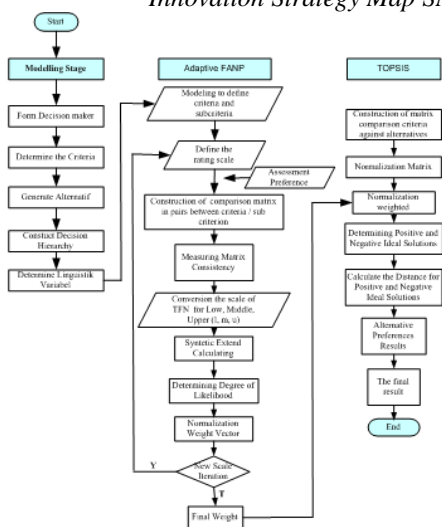 Innovation Strategy Map
Start
Modelling Stage
Form Decision maker
Determine the Criteria
Generate Alternatif
Construct Decision
Hierarchy
Determine Linguistik
Variabel
Adaptive FANP
Modeling to define
criteria and
subcriteria
Define the
rating scale
Assessment
Preference
Construction of comparison matrix
in pairs between criteria / sub
criterion
Measuring Matrix
Consistency
Conversion the scale of
TFN for Low, Middle,
Upper (l, m, u)
Syntetic Extend
Calculating
Determining Degree of
Likelihood
Normalization
Weight Vector
Y
New Scale
Iteration
T
Final Weight
TOPSIS
Construction of matrix
comparison criteria
against alternatives
Normalization Matrix
Normalization
weighted
Determining Positive and
Negative Ideal Solutions
Calculate the Distance for
Positive and Negative
Ideal Solutions
Alternative
Preferences
Results
The final
result
End